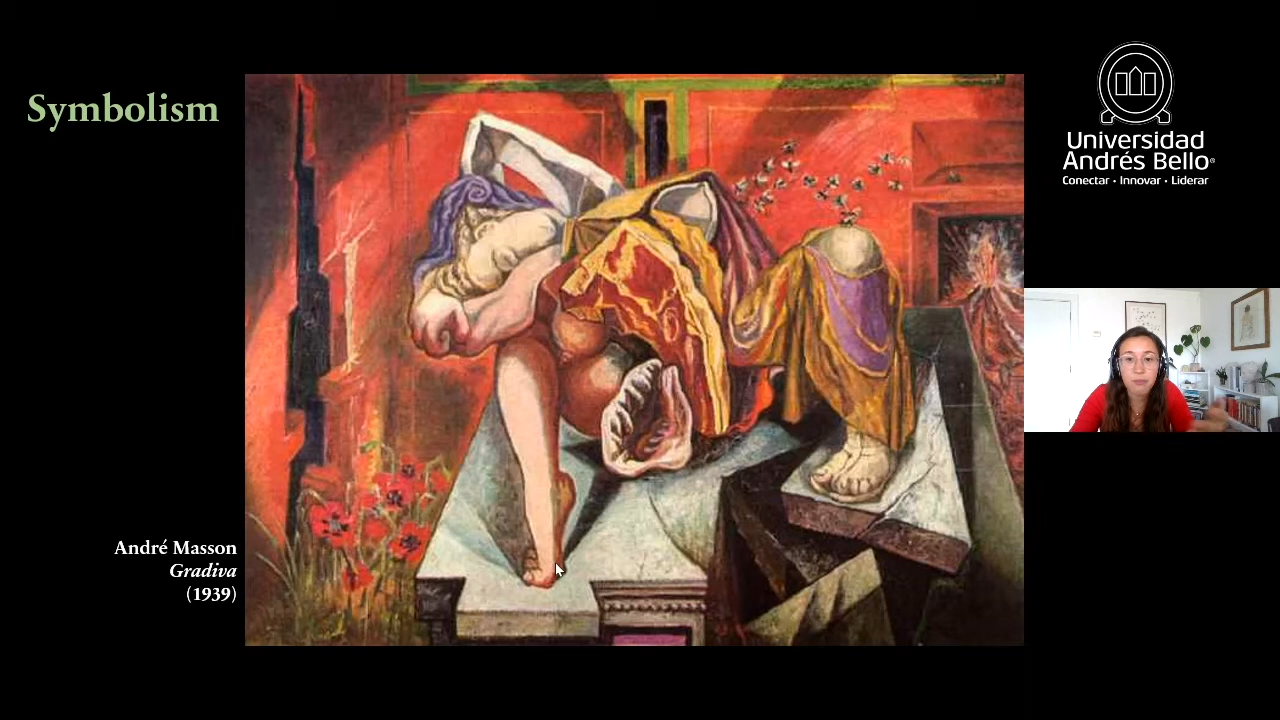 Symbolism
André Masson
Gradiva
(1939)
Universidad
Andrés Bello®
Conectar · Innovar · Liderar